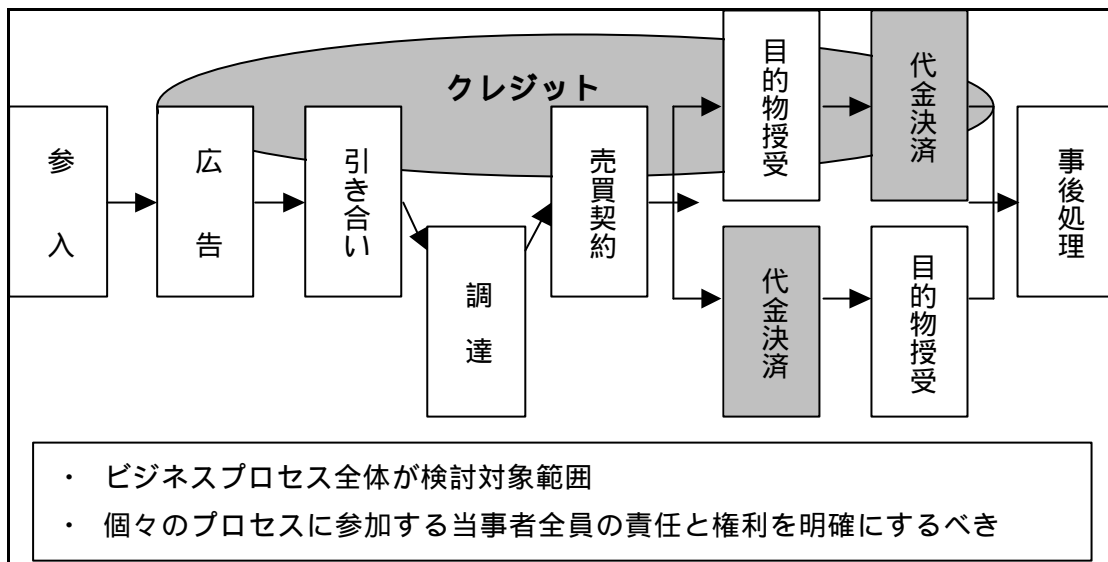 クレジット
参入
広告
引き合い
調達
売買契約
目的物授受
代金決済
代金決済
目的物授受
事後処理
・ ビジネスプロセス全体が検討対象範囲
・ 個々のプロセスに参加する当事者全員の責任と権利を明確にするべき